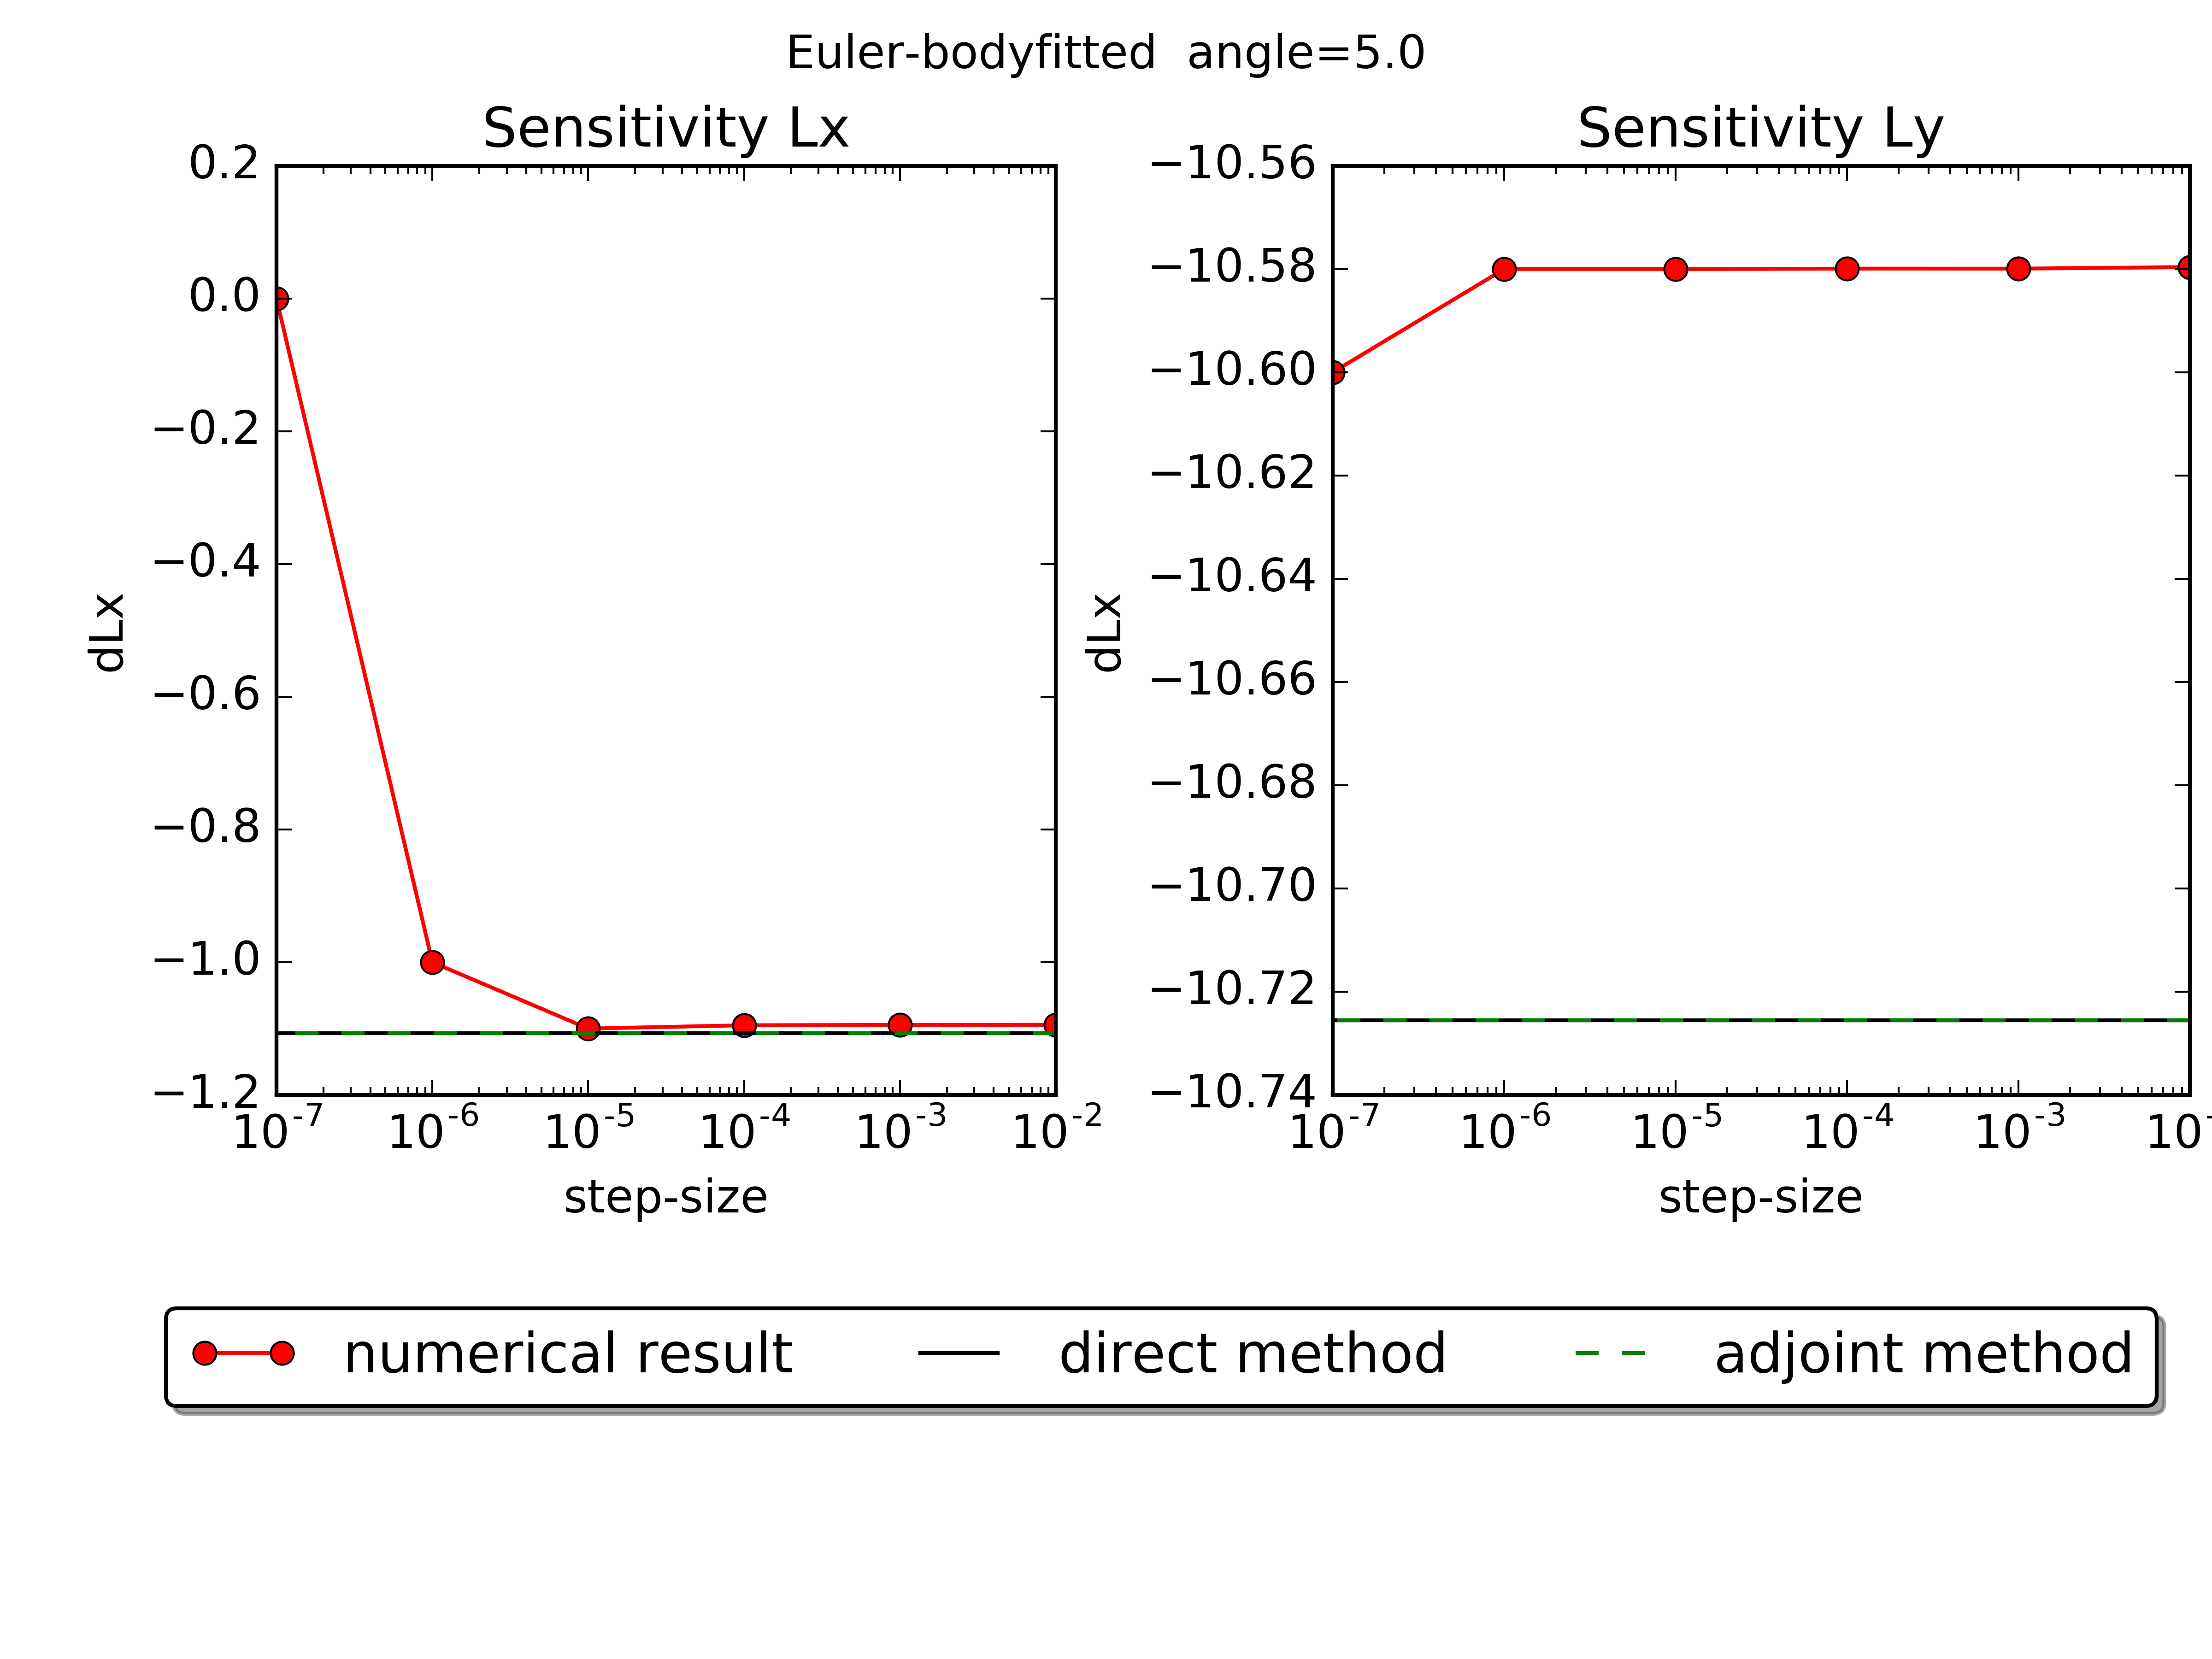 Euler-bodyfitted  angle=5.0
Sensitivity Lx
0.2
0.0
−0.2
−0.4
−0.6
−0.8
−1.0
−1.2
dLx
10-7 10-6 10-5 10-4 10-3 10-2
step-size
Sensitivity Ly
−10.56
−10.58
−10.60
−10.62
−10.64
−10.66
−10.68
−10.70
−10.72
−10.74
dLx
10-7 10-6 10-5 10-4 10-3 10-
step-size
numerical result direct method adjoint method